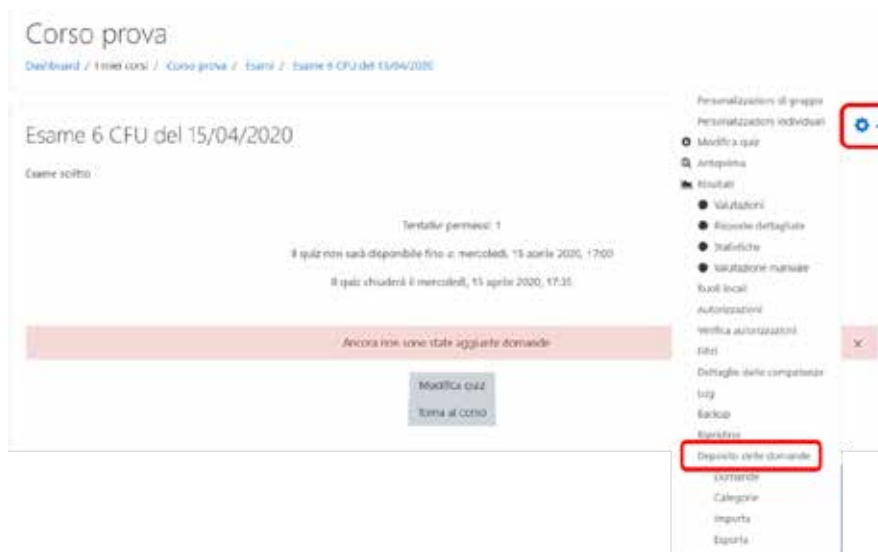 Corso prova
Dashboard / I miei corsi / Corso prova / Esami / Esame 6 CFU del 15/04/2020
Esame 6 CFU del 15/04/2020
Esame scritto
Tentativi permessi: 1
Il quiz non sarà disponibile fino a: mercoledì, 15 aprile 2020, 17:00
Il quiz chiuderà il mercoledì, 15 aprile 2020, 17:35
Ancora non sono state aggiunte domande
×
Modifica quiz
Torna al corso
Personalizzazioni di gruppo
Personalizzazioni individuali
Modifica quiz
Anteprima
Risultati
Valutazioni
Risposte dettagliate
Statistiche
Valutazione manuale
Ruoli locali
Autorizzazioni
Verifica autorizzazioni
Filtri
Dettaglio delle competenze
Log
Backup
Ripristino
Deposito delle domande
Domande
Categorie
Importa
Esporta